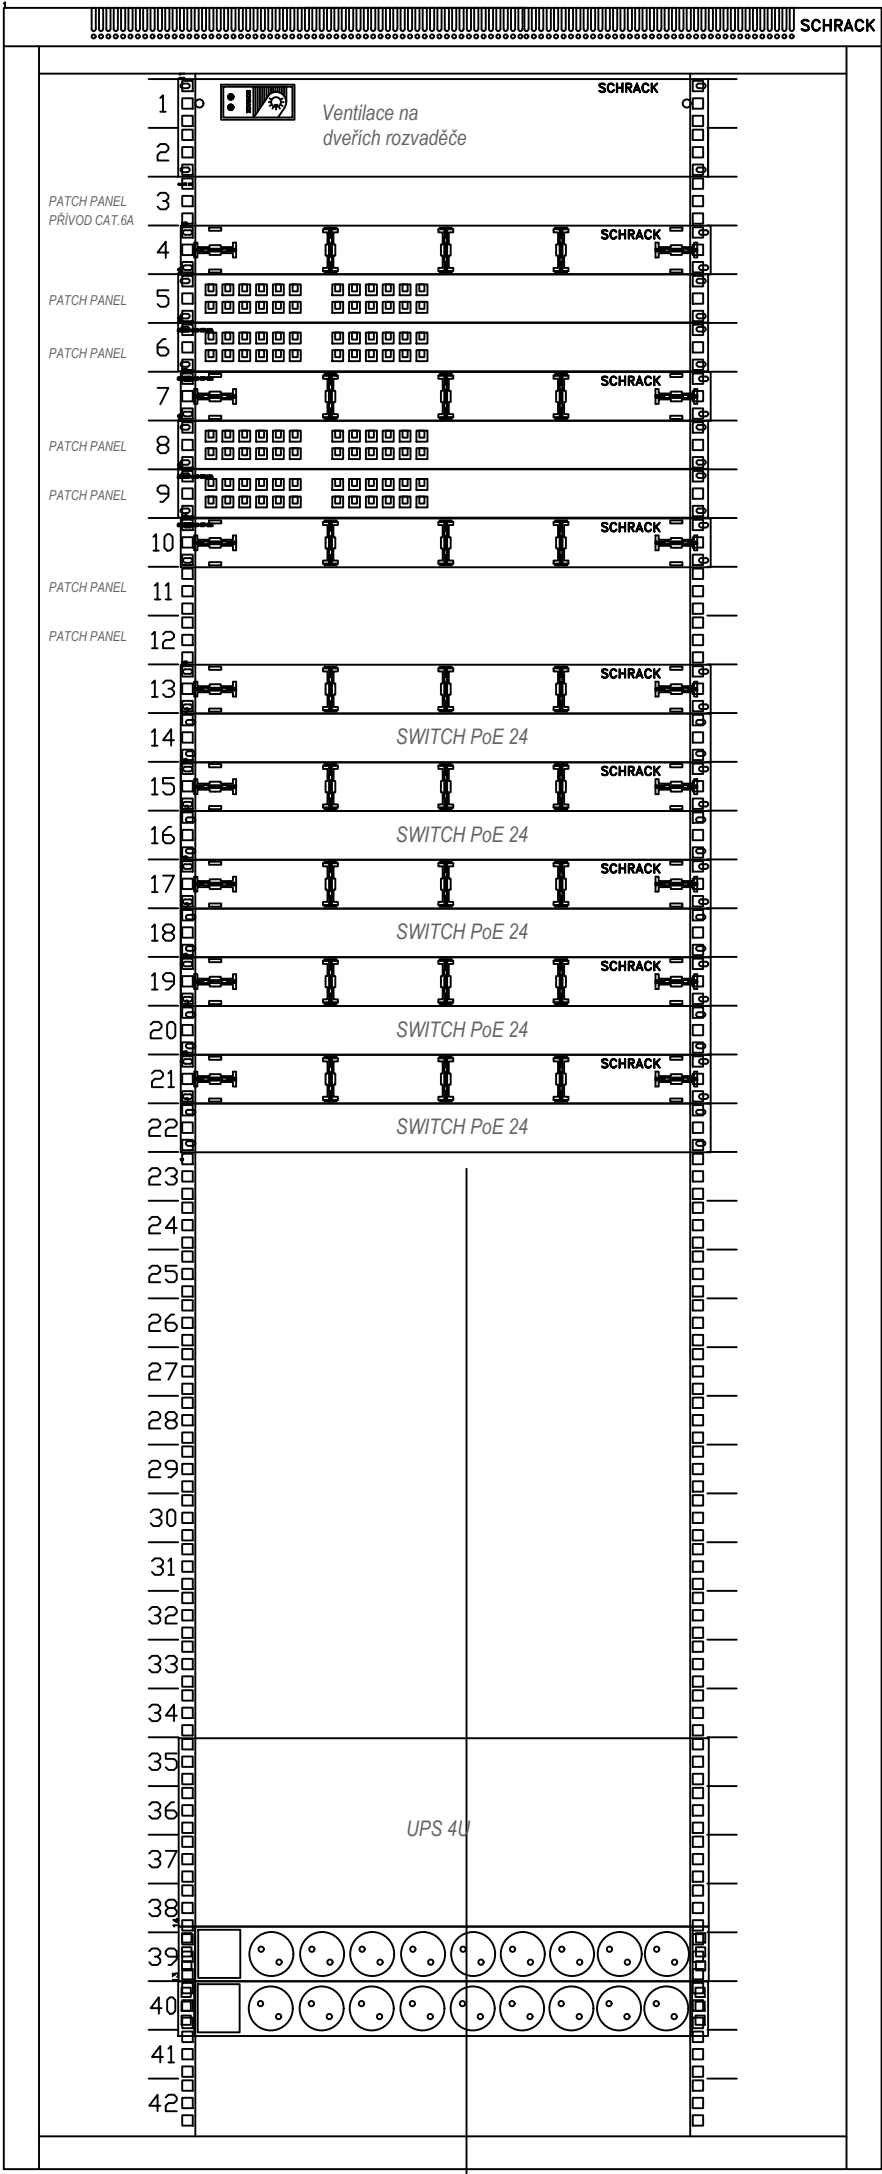 SCHRACK
1
SCHRACK
Ventilace na
dveřích rozvaděče
2
3
PATCH PANEL
PŘÍVOD CAT.6A
4
SCHRACK
5
PATCH PANEL
6
PATCH PANEL
7
SCHRACK
8
PATCH PANEL
9
PATCH PANEL
10
SCHRACK
11
PATCH PANEL
12
PATCH PANEL
13
SCHRACK
14
SWITCH PoE 24
15
SCHRACK
16
SWITCH PoE 24
17
SCHRACK
18
SWITCH PoE 24
19
SCHRACK
20
SWITCH PoE 24
21
SCHRACK
22
SWITCH PoE 24
23
24
25
26
27
28
29
30
31
32
33
34
35
36
UPS 4U
37
38
39
40
41
42